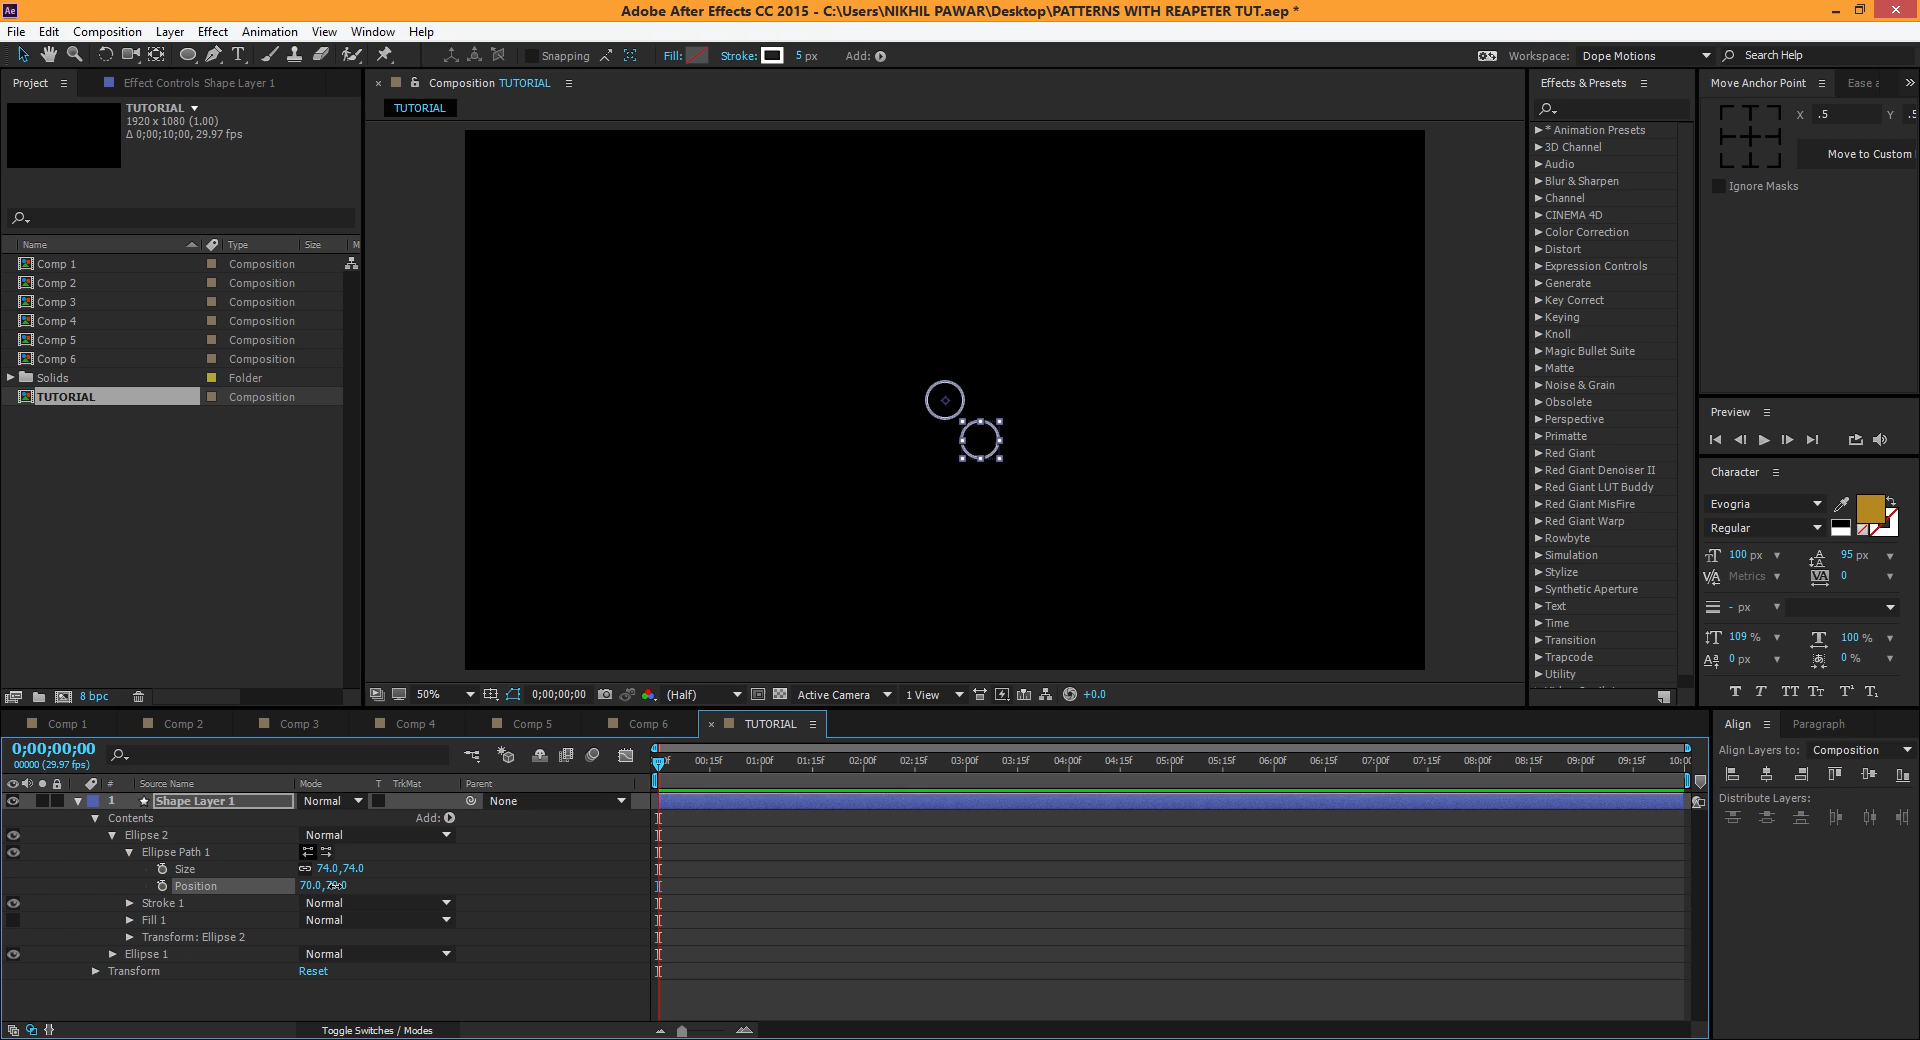 Ae
Adobe After Effects CC 2015 - C:\Users\NIKHIL PAWAR\Desktop\PATTERNS WITH REAPETER TUT.aep *
File Edit Composition Layer Effect Animation View Window Help
Snapping Fill: Stroke: 5 px Add: Workspace: Dope Motions Search Help
Project Effect Controls Shape Layer 1
TUTORIAL
1920 x 1080 (1.00)
Δ 0;00;10;00, 29.97 fps
Name Type Size M
Comp 1 Composition
Comp 2 Composition
Comp 3 Composition
Comp 4 Composition
Comp 5 Composition
Comp 6 Composition
Solids Folder
TUTORIAL Composition
8 bpc
Composition TUTORIAL
TUTORIAL
50% 0;00;00;00 (Half) Active Camera 1 View +0.0
Effects & Presets
* Animation Presets
3D Channel
Audio
Blur & Sharpen
Channel
CINEMA 4D
Color Correction
Distort
Expression Controls
Generate
Key Correct
Keying
Knoll
Magic Bullet Suite
Matte
Noise & Grain
Obsolete
Perspective
Primatte
Red Giant
Red Giant Denoiser II
Red Giant LUT Buddy
Red Giant MisFire
Red Giant Warp
Rowbyte
Simulation
Stylize
Synthetic Aperture
Text
Time
Transition
Trapcode
Utility
Move Anchor Point Ease a
X .5 Y .5
Move to Custom
Ignore Masks
Preview
Character
Evogria
Regular
100 px 95 px
Metrics 0
- px
109 % 100 %
0 px 0 %
T T TT TT T¹ T₁
Comp 1 Comp 2 Comp 3 Comp 4 Comp 5 Comp 6 TUTORIAL
0;00;00;00
00000 (29.97 fps)
00:15f 01:00f 01:15f 02:00f 02:15f 03:00f 03:15f 04:00f 04:15f 05:00f 05:15f 06:00f 06:15f 07:00f 07:15f 08:00f 08:15f 09:00f 09:15f 10:0
# Source Name Mode T TrkMat Parent
1 Shape Layer 1 Normal None
Contents Add:
Ellipse 2 Normal
Ellipse Path 1
Size 74.0,74.0
Position 70.0,
Stroke 1 Normal
Fill 1 Normal
Transform: Ellipse 2
Ellipse 1 Normal
Transform Reset
Toggle Switches / Modes
Align Paragraph
Align Layers to: Composition
Distribute Layers: